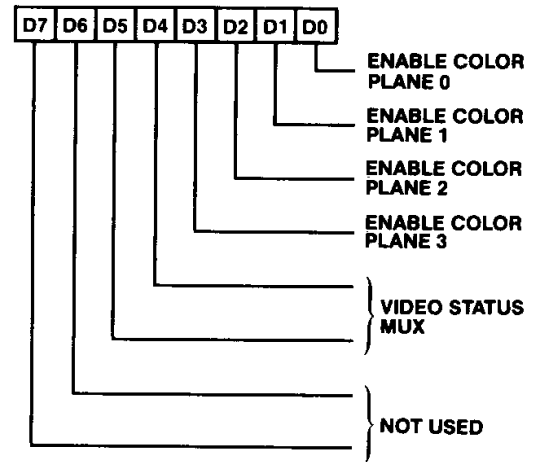 D7 D6 D5 D4 D3 D2 D1 D0
ENABLE COLOR
PLANE 0
ENABLE COLOR
PLANE 1
ENABLE COLOR
PLANE 2
ENABLE COLOR
PLANE 3
VIDEO STATUS
MUX
NOT USED